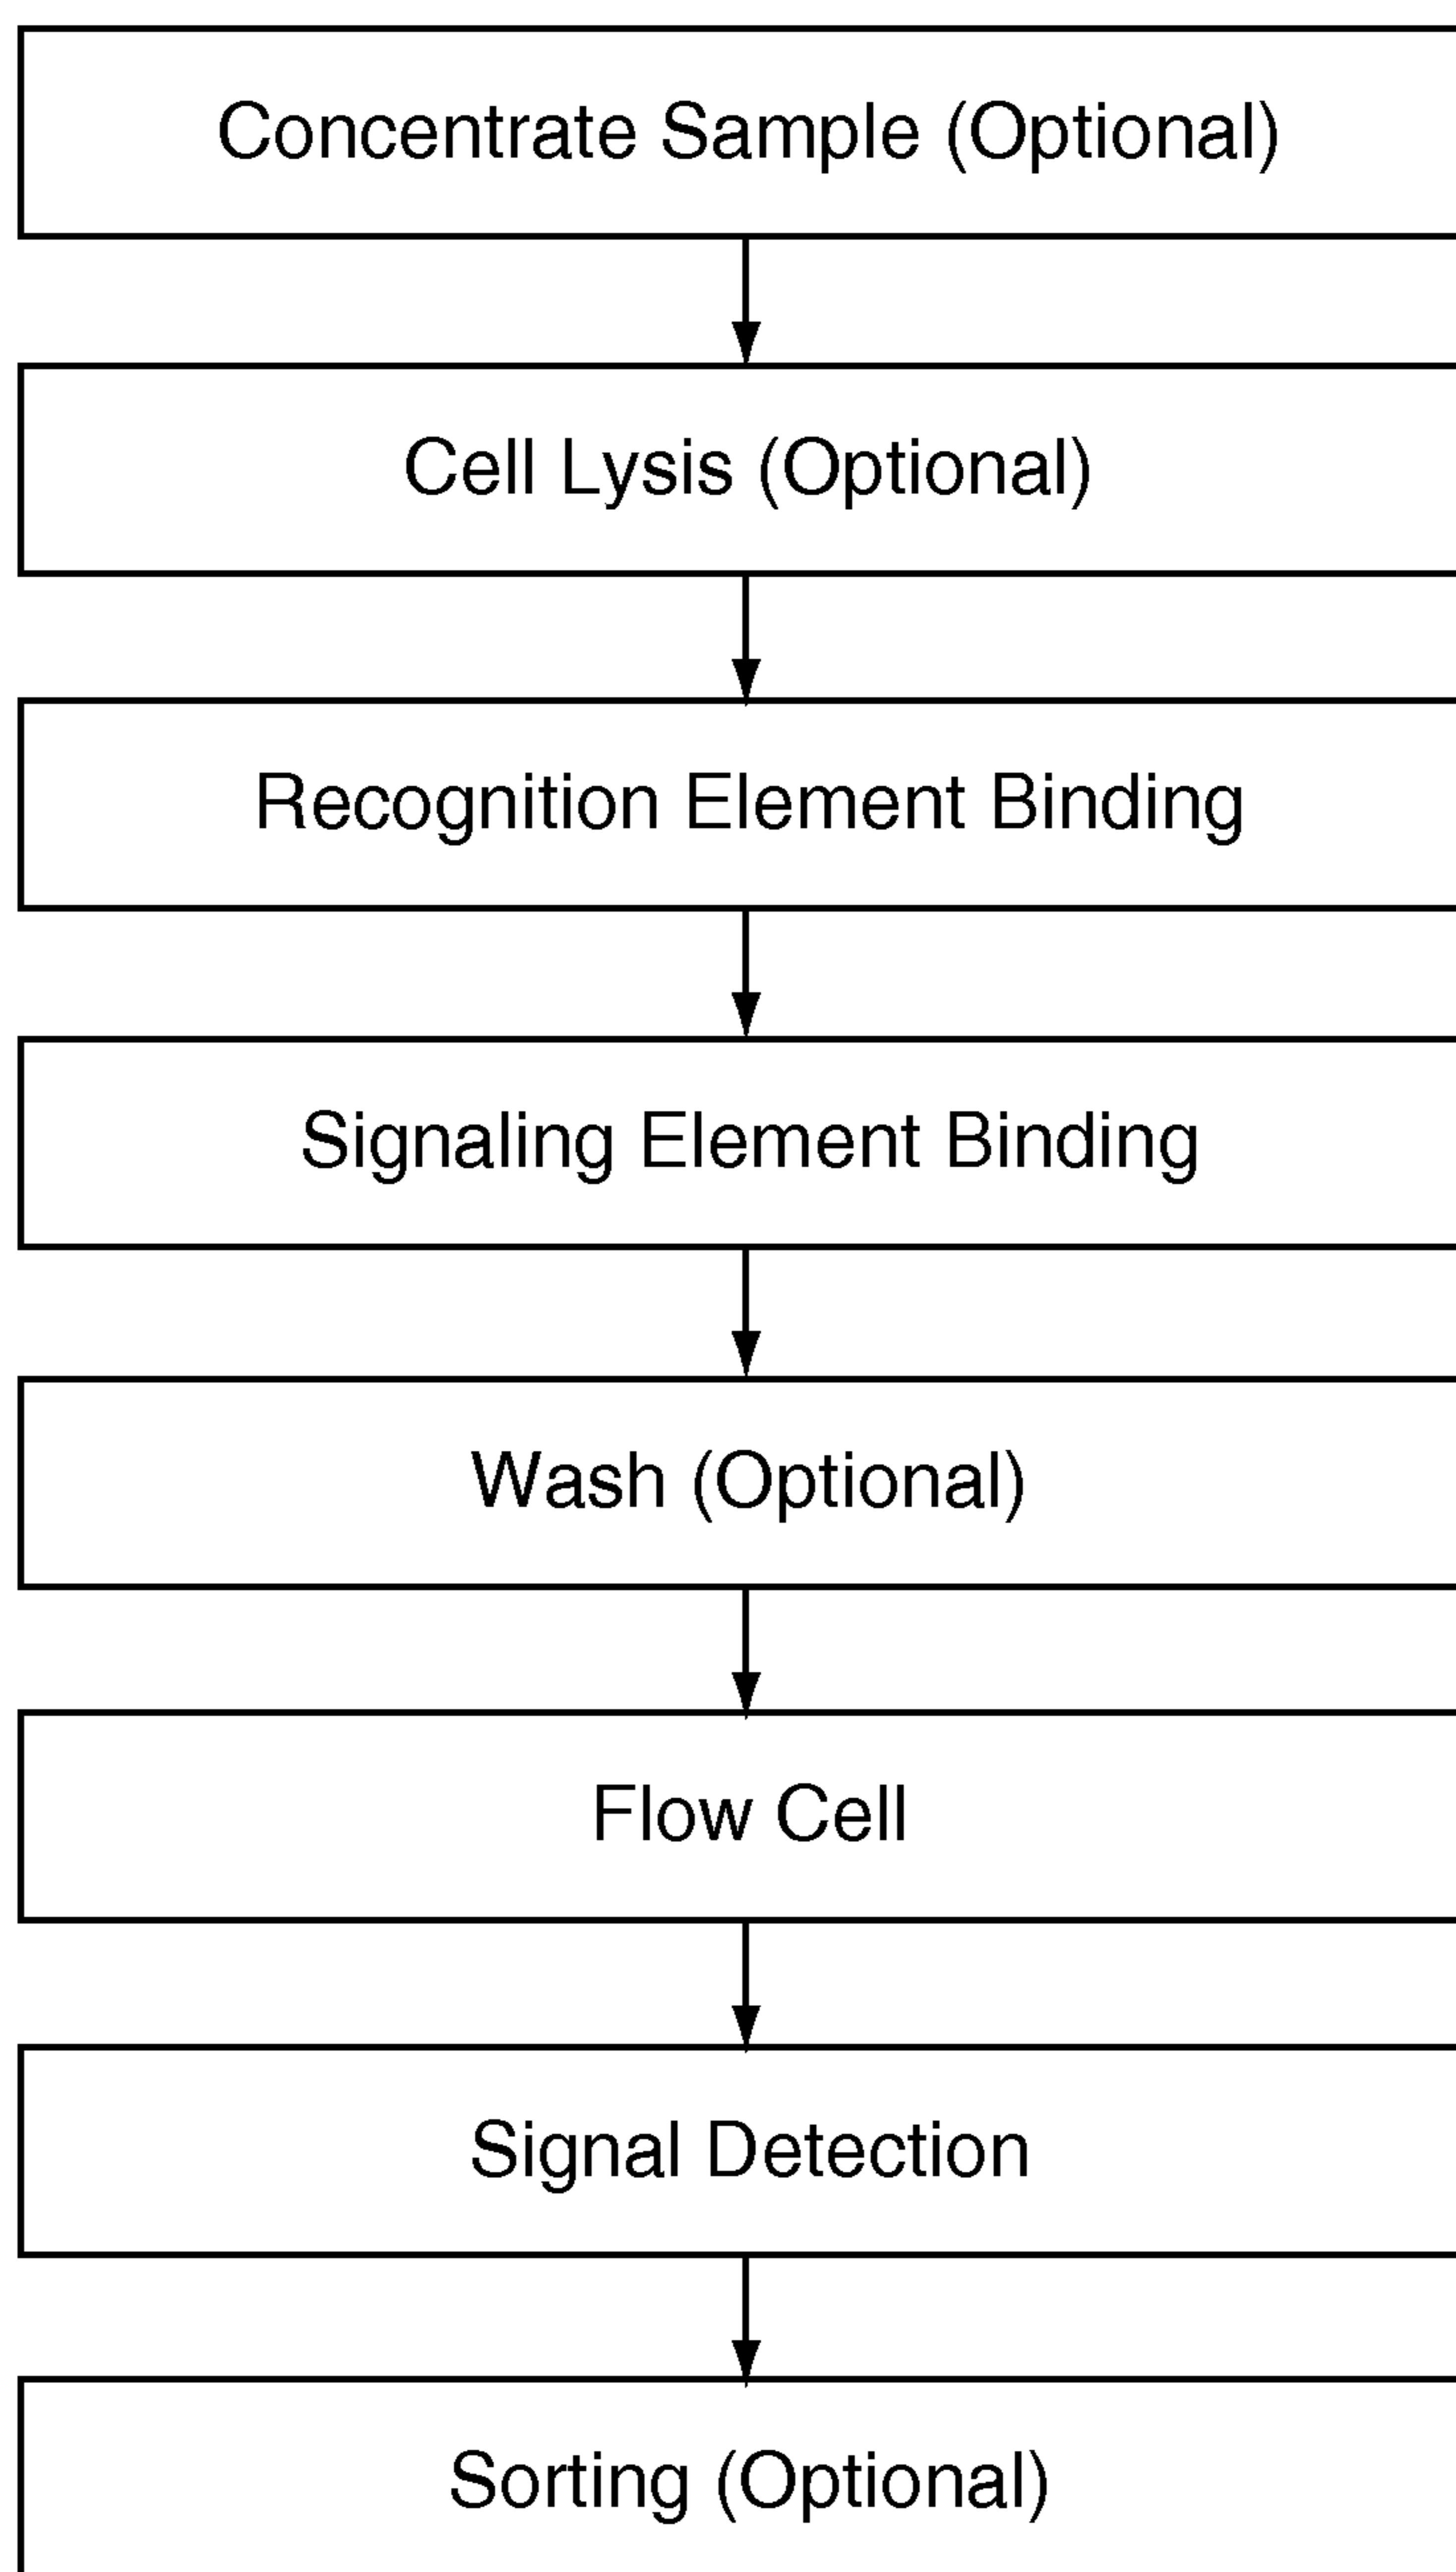 Concentrate Sample (Optional)
Cell Lysis (Optional)
Recognition Element Binding
Signaling Element Binding
Wash (Optional)
Flow Cell
Signal Detection
Sorting (Optional)